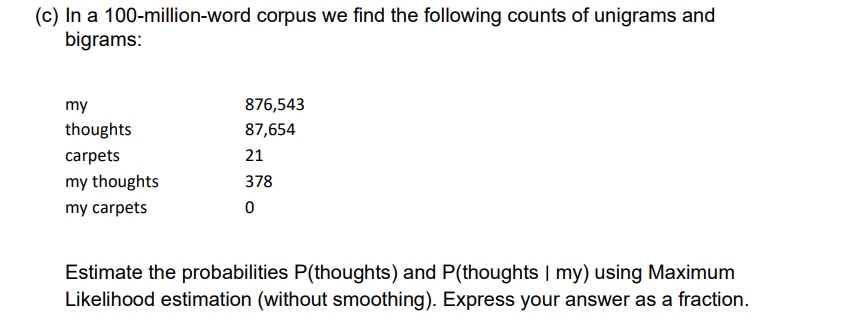 (c) In a 100-million-word corpus we find the following counts of unigrams and
bigrams:
my 876,543
thoughts 87,654
carpets 21
my thoughts 378
my carpets 0
Estimate the probabilities P(thoughts) and P(thoughts | my) using Maximum
Likelihood estimation (without smoothing). Express your answer as a fraction.